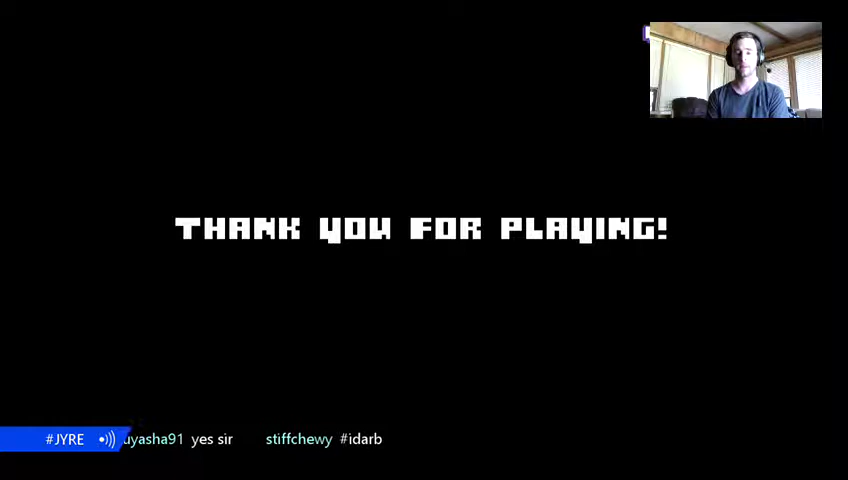 THANK YOU FOR PLAYING!
#JYRE uyasha91 yes sir stiffchewy #idarb